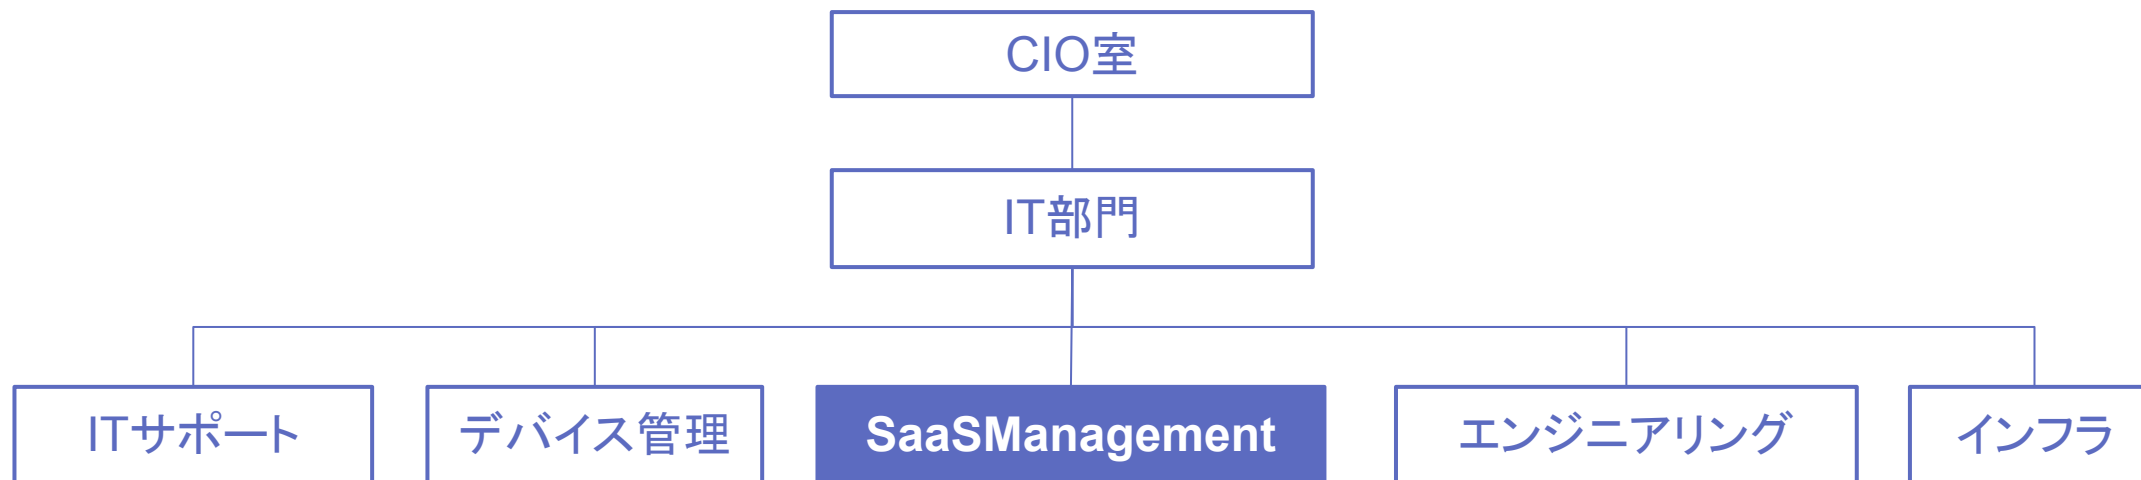 CIO室
IT部門
ITサポート
デバイス管理
SaaSManagement
エンジニアリング
インフラ